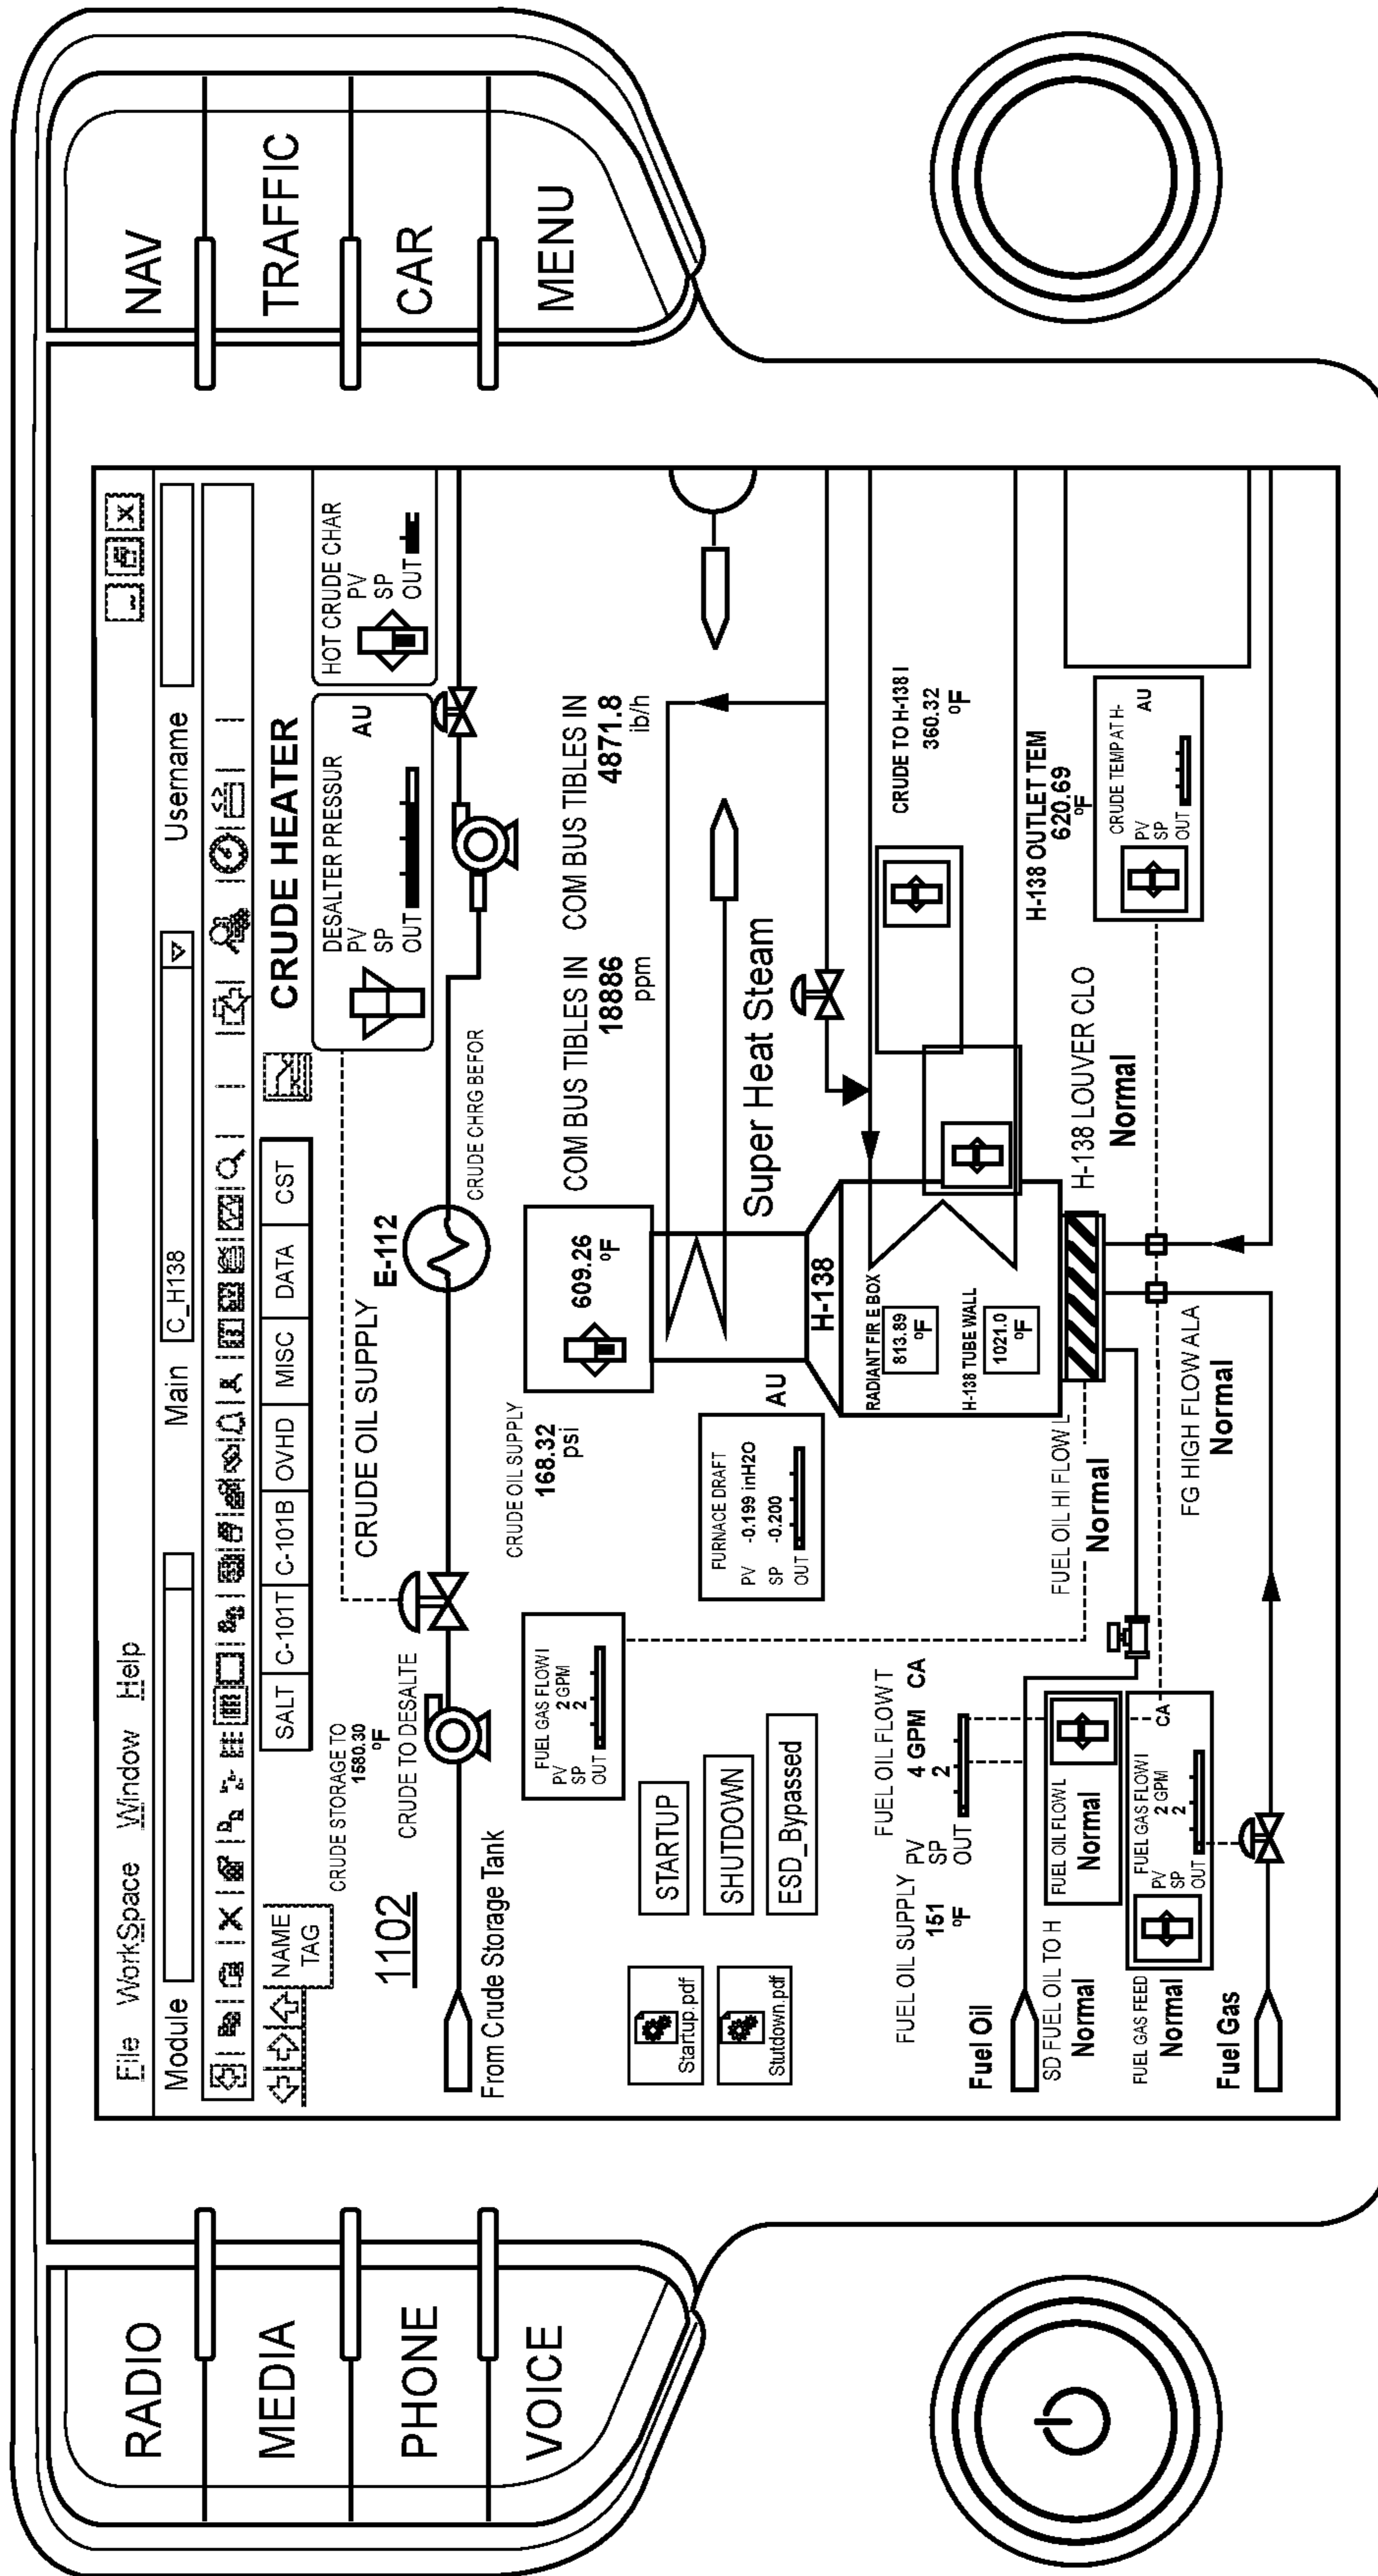 RADIO
MEDIA
PHONE
VOICE
NAV
TRAFFIC
CAR
MENU
File WorkSpace Window Help
Module Main C_H138 Username
NAME
TAG
SALT C-101T C-101B OVHD MISC DATA CST
CRUDE HEATER
CRUDE STORAGE TO
1580.30
ºF
1102
CRUDE TO DESALTE
CRUDE OIL SUPPLY
E-112
DESALTER PRESSUR
PV
SP
OUT
AU
HOT CRUDE CHAR
PV
SP
OUT
From Crude Storage Tank
CRUDE CHRG BEFOR
CRUDE OIL SUPPLY
168.32
psi
FUEL GAS FLOWI
PV 2 GPM
SP 2
OUT
609.26
ºF
COM BUS TIBLES IN
18886
ppm
COM BUS TIBLES IN
4871.8
ib/h
Startup.pdf
Stutdown.pdf
STARTUP
SHUTDOWN
ESD_Bypassed
FURNACE DRAFT
PV -0.199 inH2O
SP -0.200
OUT
AU
Super Heat Steam
H-138
RADIANT FIR E BOX
813.89
ºF
H-138 TUBE WALL
1021.0
ºF
CRUDE TO H-138 I
360.32
ºF
H-138 OUTLET TEM
620.69
ºF
FUEL OIL SUPPLY
151
ºF
FUEL OIL FLOW T
PV 4 GPM CA
SP 2
OUT
Fuel Oil
SD FUEL OIL TO H
Normal
FUEL OIL FLOWL
Normal
FUEL OIL HI FLOW L
Normal
H-138 LOUVER CLO
Normal
CRUDE TEMP AT H-
PV
SP
OUT
AU
FUEL GAS FEED
Normal
FUEL GAS FLOWI
PV 2 GPM
SP 2
OUT
CA
FG HIGH FLOW ALA
Normal
Fuel Gas